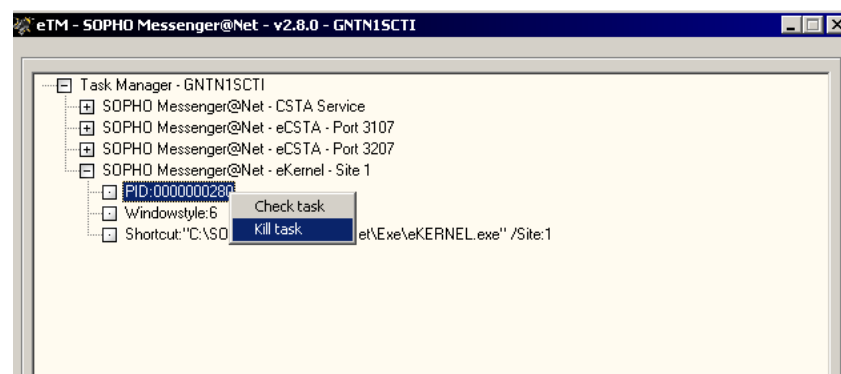 eTM - SOPHO Messenger@Net - v2.8.0 - GNTN1SCTI
Task Manager - GNTN1SCTI
SOPHO Messenger@Net - CSTA Service
SOPHO Messenger@Net - eCSTA - Port 3107
SOPHO Messenger@Net - eCSTA - Port 3207
SOPHO Messenger@Net - eKernel - Site 1
PID:0000000280
Check task
Windowstyle:6
Kill task
Shortcut:"C:\SO et\Exe\eKERNEL.exe" /Site:1